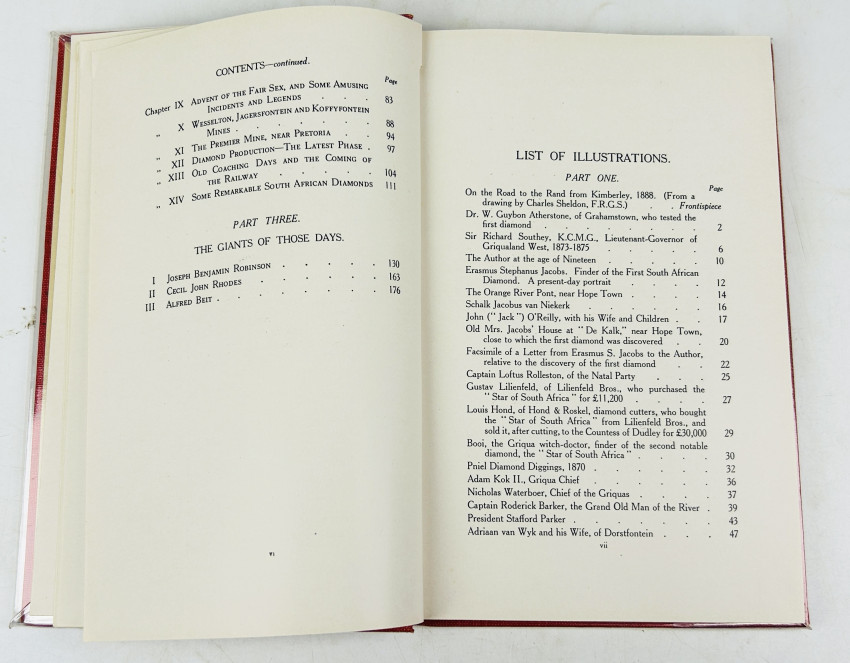 CONTENTS—continued.
Page
Chapter IX Advent of the Fair Sex, and Some Amusing
Incidents and Legends . . . 83
„ X Wesselton, Jagersfontein and Koffyfontein
Mines . . . . . . . 88
„ XI The Premier Mine, near Pretoria . . 94
„ XII Diamond Production—The Latest Phase . 97
„ XIII Old Coaching Days and the Coming of
the Railway . . . . . 104
„ XIV Some Remarkable South African Diamonds 111
PART THREE.
THE GIANTS OF THOSE DAYS.
I Joseph Benjamin Robinson . . . . . 130
II Cecil John Rhodes . . . . . . 163
III Alfred Beit . . . . . . . 176
vi
LIST OF ILLUSTRATIONS.
PART ONE.
Page
On the Road to the Rand from Kimberley, 1888. (From a
drawing by Charles Sheldon, F.R.G.S.) . . Frontispiece
Dr. W. Guybon Atherstone, of Grahamstown, who tested the
first diamond . . . . . . . . 2
Sir Richard Southey, K.C.M.G., Lieutenant-Governor of
Griqualand West, 1873-1875 . . . . . 6
The Author at the age of Nineteen . . . . 10
Erasmus Stephanus Jacobs. Finder of the First South African
Diamond. A present-day portrait . . . . 12
The Orange River Pont, near Hope Town . . . . 14
Schalk Jacobus van Niekerk . . . . . . 16
John ("Jack") O'Reilly, with his Wife and Children . . 17
Old Mrs. Jacobs' House at "De Kalk," near Hope Town,
close to which the first diamond was discovered . . 20
Facsimile of a Letter from Erasmus S. Jacobs to the Author,
relative to the discovery of the first diamond . . 22
Captain Loftus Rolleston, of the Natal Party . . . 25
Gustav Lilienfeld, of Lilienfeld Bros., who purchased the
"Star of South Africa" for £11,200 . . . . 27
Louis Hond, of Hond & Roskel, diamond cutters, who bought
the "Star of South Africa" from Lilienfeld Bros., and
sold it, after cutting, to the Countess of Dudley for £30,000 29
Booi, the Griqua witch-doctor, finder of the second notable
diamond, the "Star of South Africa" . . . . 30
Pniel Diamond Diggings, 1870 . . . . . . 32
Adam Kok II., Griqua Chief . . . . . . 36
Nicholas Waterboer, Chief of the Griquas . . . . 37
Captain Roderick Barker, the Grand Old Man of the River . 39
President Stafford Parker . . . . . . . 43
Adriaan van Wyk and his Wife, of Dorstfontein . . . 47
vii